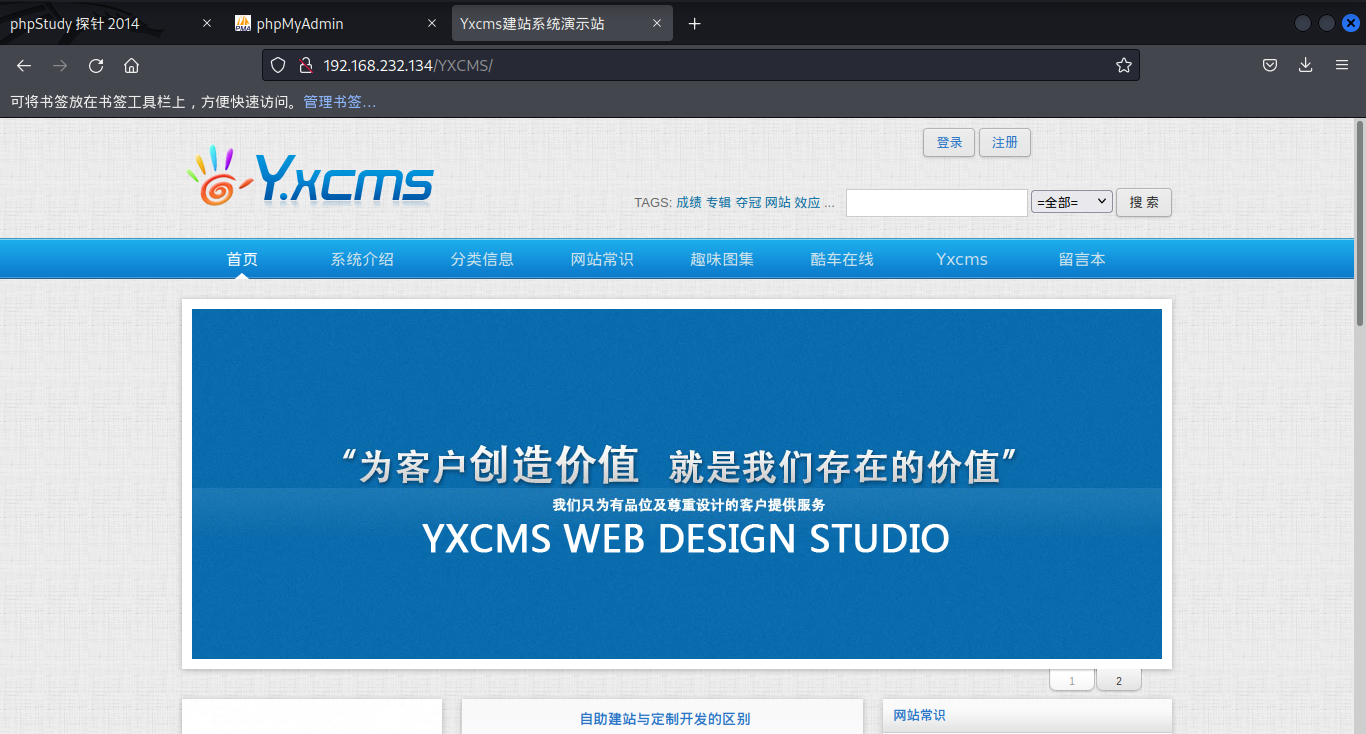 phpStudy 探针 2014
phpMyAdmin
Yxcms建站系统演示站
192.168.232.134/YXCMS/
可将书签放在书签工具栏上，方便快速访问。管理书签…
登录 注册
Y.xcms
TAGS: 成绩 专辑 夺冠 网站 效应 ... =全部= 搜 索
首页 系统介绍 分类信息 网站常识 趣味图集 酷车在线 Yxcms 留言本
“为客户创造价值 就是我们存在的价值”
我们只为有品位及尊重设计的客户提供服务
YXCMS WEB DESIGN STUDIO
1 2
自助建站与定制开发的区别
网站常识